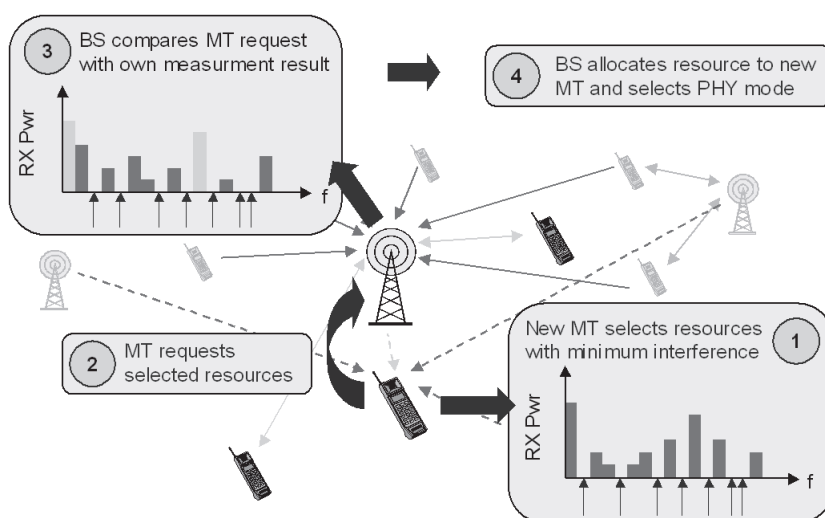 3
BS compares MT request
with own measurment result
RX Pwr
f
4
BS allocates resource to new
MT and selects PHY mode
2
MT requests
selected resources
New MT selects resources
with minimum interference
1
RX Pwr
f